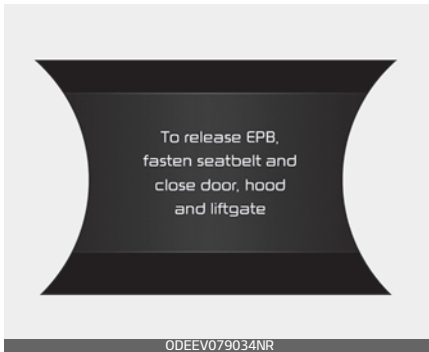 To release EPB,
fasten seatbelt and
close door, hood
and liftgate
ODEEV079034NR